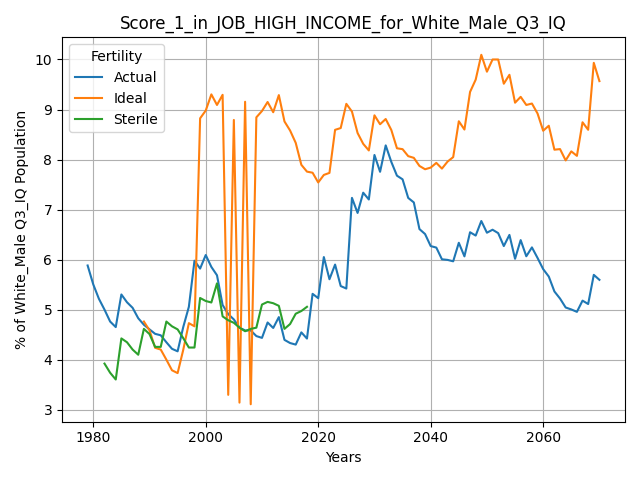 Score_1_in_JOB_HIGH_INCOME_for_White_Male_Q3_IQ
Fertility
Actual
Ideal
Sterile
% of White_Male Q3_IQ Population
10
9
8
7
6
5
4
3
1980
2000
2020
2040
2060
Years